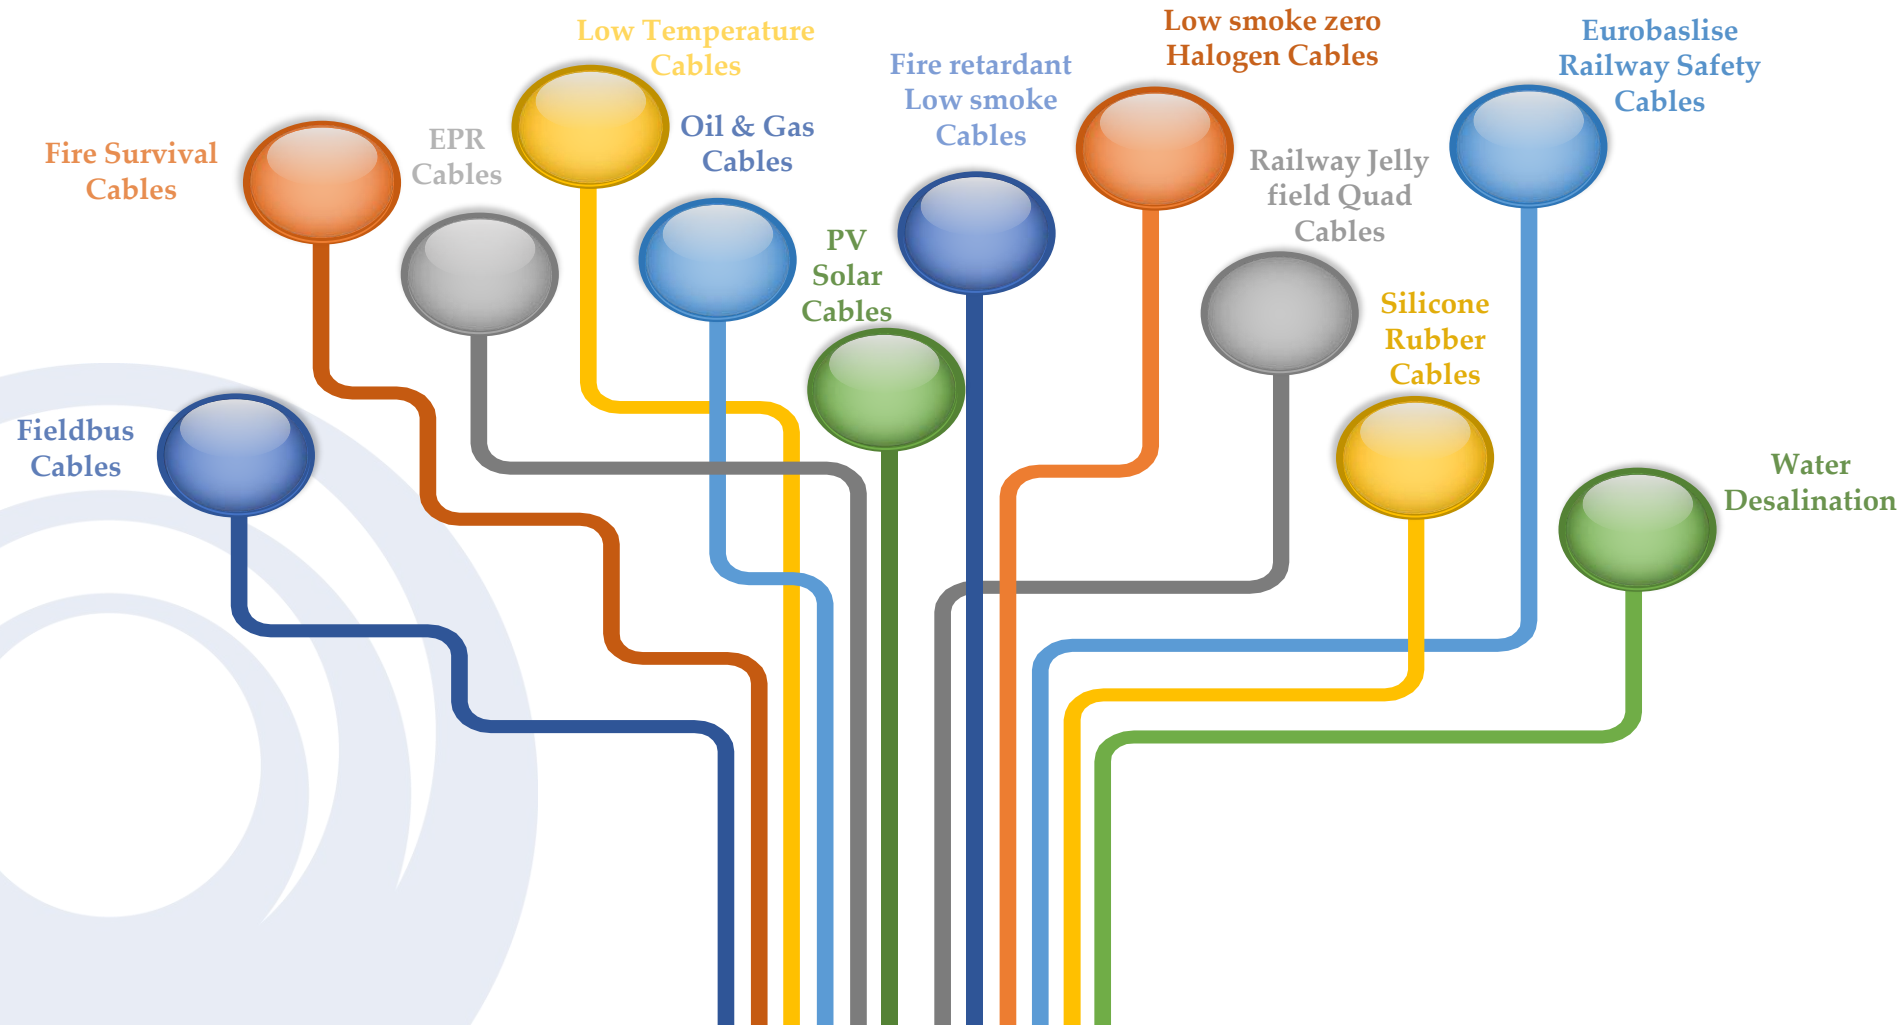 Low Temperature
Cables
Low smoke zero
Halogen Cables
Eurobaslise
Railway Safety
Cables
Fire retardant
Low smoke
Cables
Oil & Gas
Cables
EPR
Cables
Fire Survival
Cables
Railway Jelly
field Quad
Cables
PV
Solar
Cables
Silicone
Rubber
Cables
Fieldbus
Cables
Water
Desalination